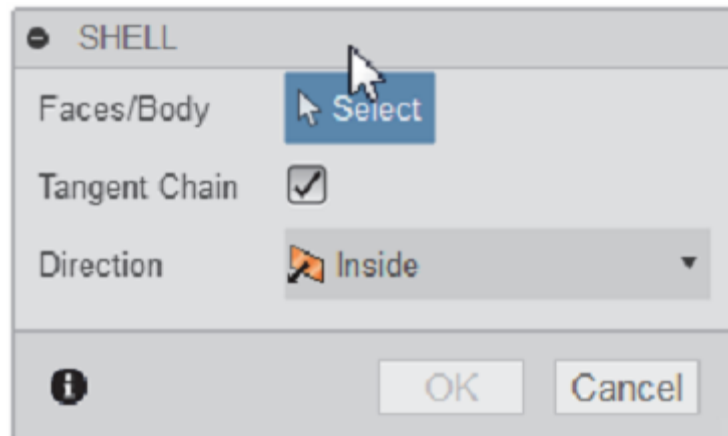 SHELL
Faces/Body Select
Tangent Chain
Direction Inside
OK Cancel